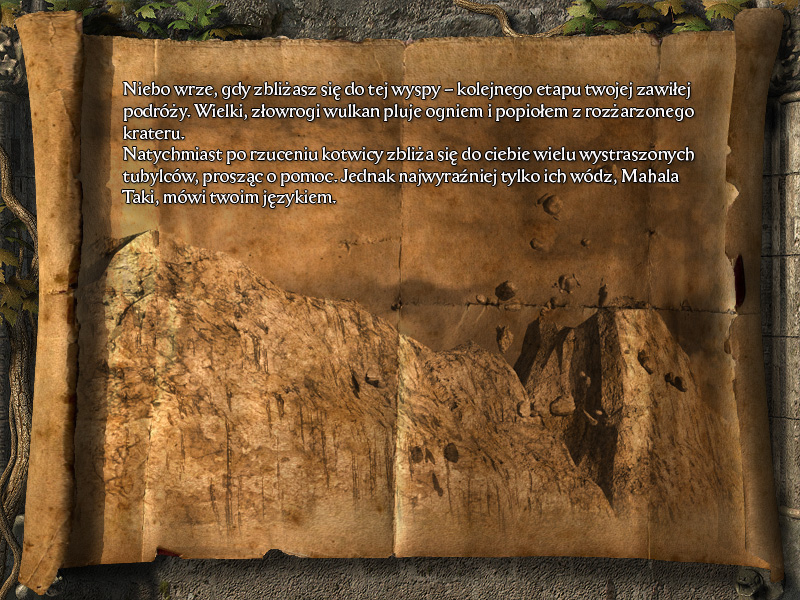 Niebo wrze, gdy zbliżasz się do tej wyspy – kolejnego etapu twojej zawiłej
podróży. Wielki, złowrogi wulkan pluje ogniem i popiołem z rozżarzonego
krateru.
Natychmiast po rzuceniu kotwicy zbliża się do ciebie wielu wystraszonych
tubylców, prosząc o pomoc. Jednak najwyraźniej tylko ich wódz, Mahala
Taki, mówi twoim językiem.